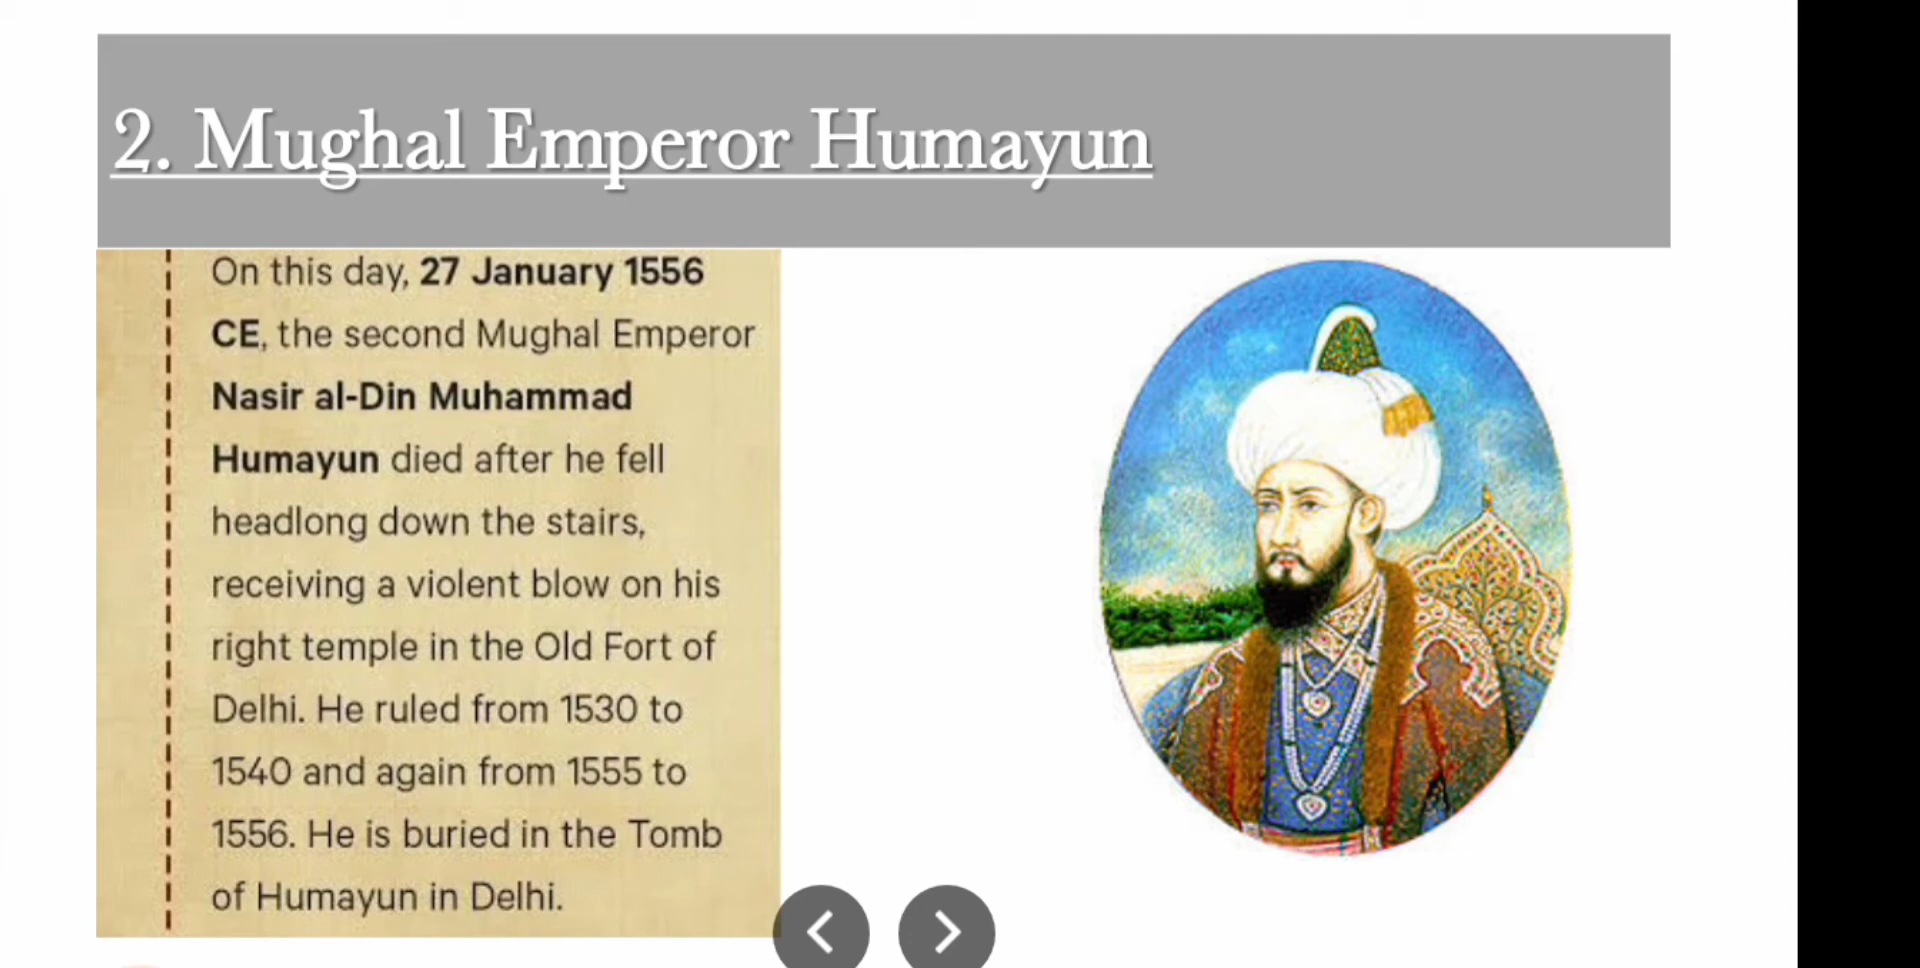 2. Mughal Emperor Humayun
On this day, 27 January 1556
CE, the second Mughal Emperor
Nasir al-Din Muhammad
Humayun died after he fell
headlong down the stairs,
receiving a violent blow on his
right temple in the Old Fort of
Delhi. He ruled from 1530 to
1540 and again from 1555 to
1556. He is buried in the Tomb
of Humayun in Delhi.